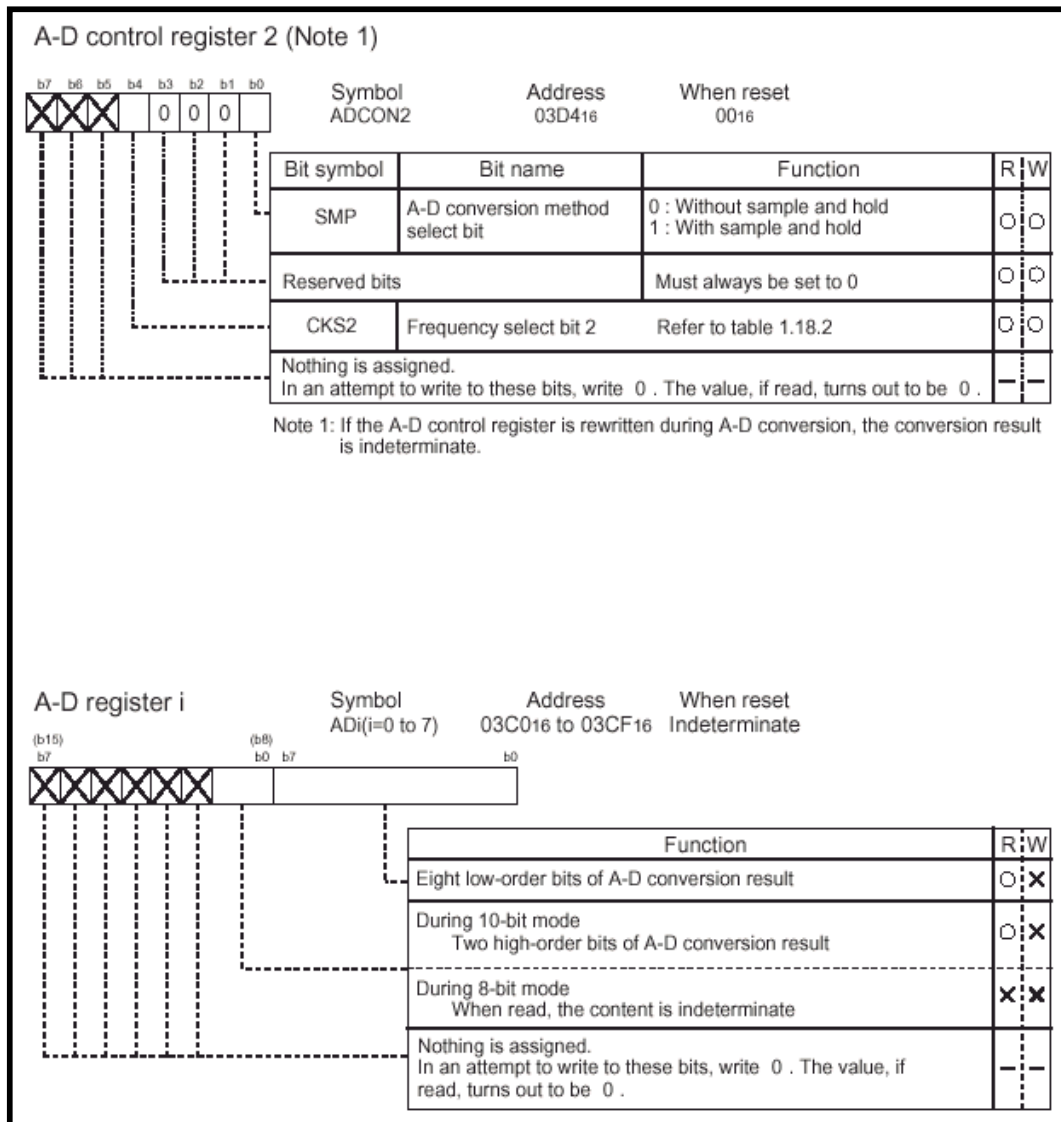 A-D control register 2 (Note 1)
b7 b6 b5 b4 b3 b2 b1 b0
0 0 0
Symbol Address When reset
ADCON2 03D416 0016
Bit symbol Bit name Function R W
SMP A-D conversion method select bit 0 : Without sample and hold
1 : With sample and hold
Reserved bits Must always be set to 0
CKS2 Frequency select bit 2 Refer to table 1.18.2
Nothing is assigned.
In an attempt to write to these bits, write 0 . The value, if read, turns out to be 0 .
Note 1: If the A-D control register is rewritten during A-D conversion, the conversion result
is indeterminate.
A-D register i
Symbol Address When reset
ADi(i=0 to 7) 03C016 to 03CF16 Indeterminate
(b15) (b8)
b7 b0 b7 b0
Function R W
Eight low-order bits of A-D conversion result
During 10-bit mode
Two high-order bits of A-D conversion result
During 8-bit mode
When read, the content is indeterminate
Nothing is assigned.
In an attempt to write to these bits, write 0 . The value, if
read, turns out to be 0 .